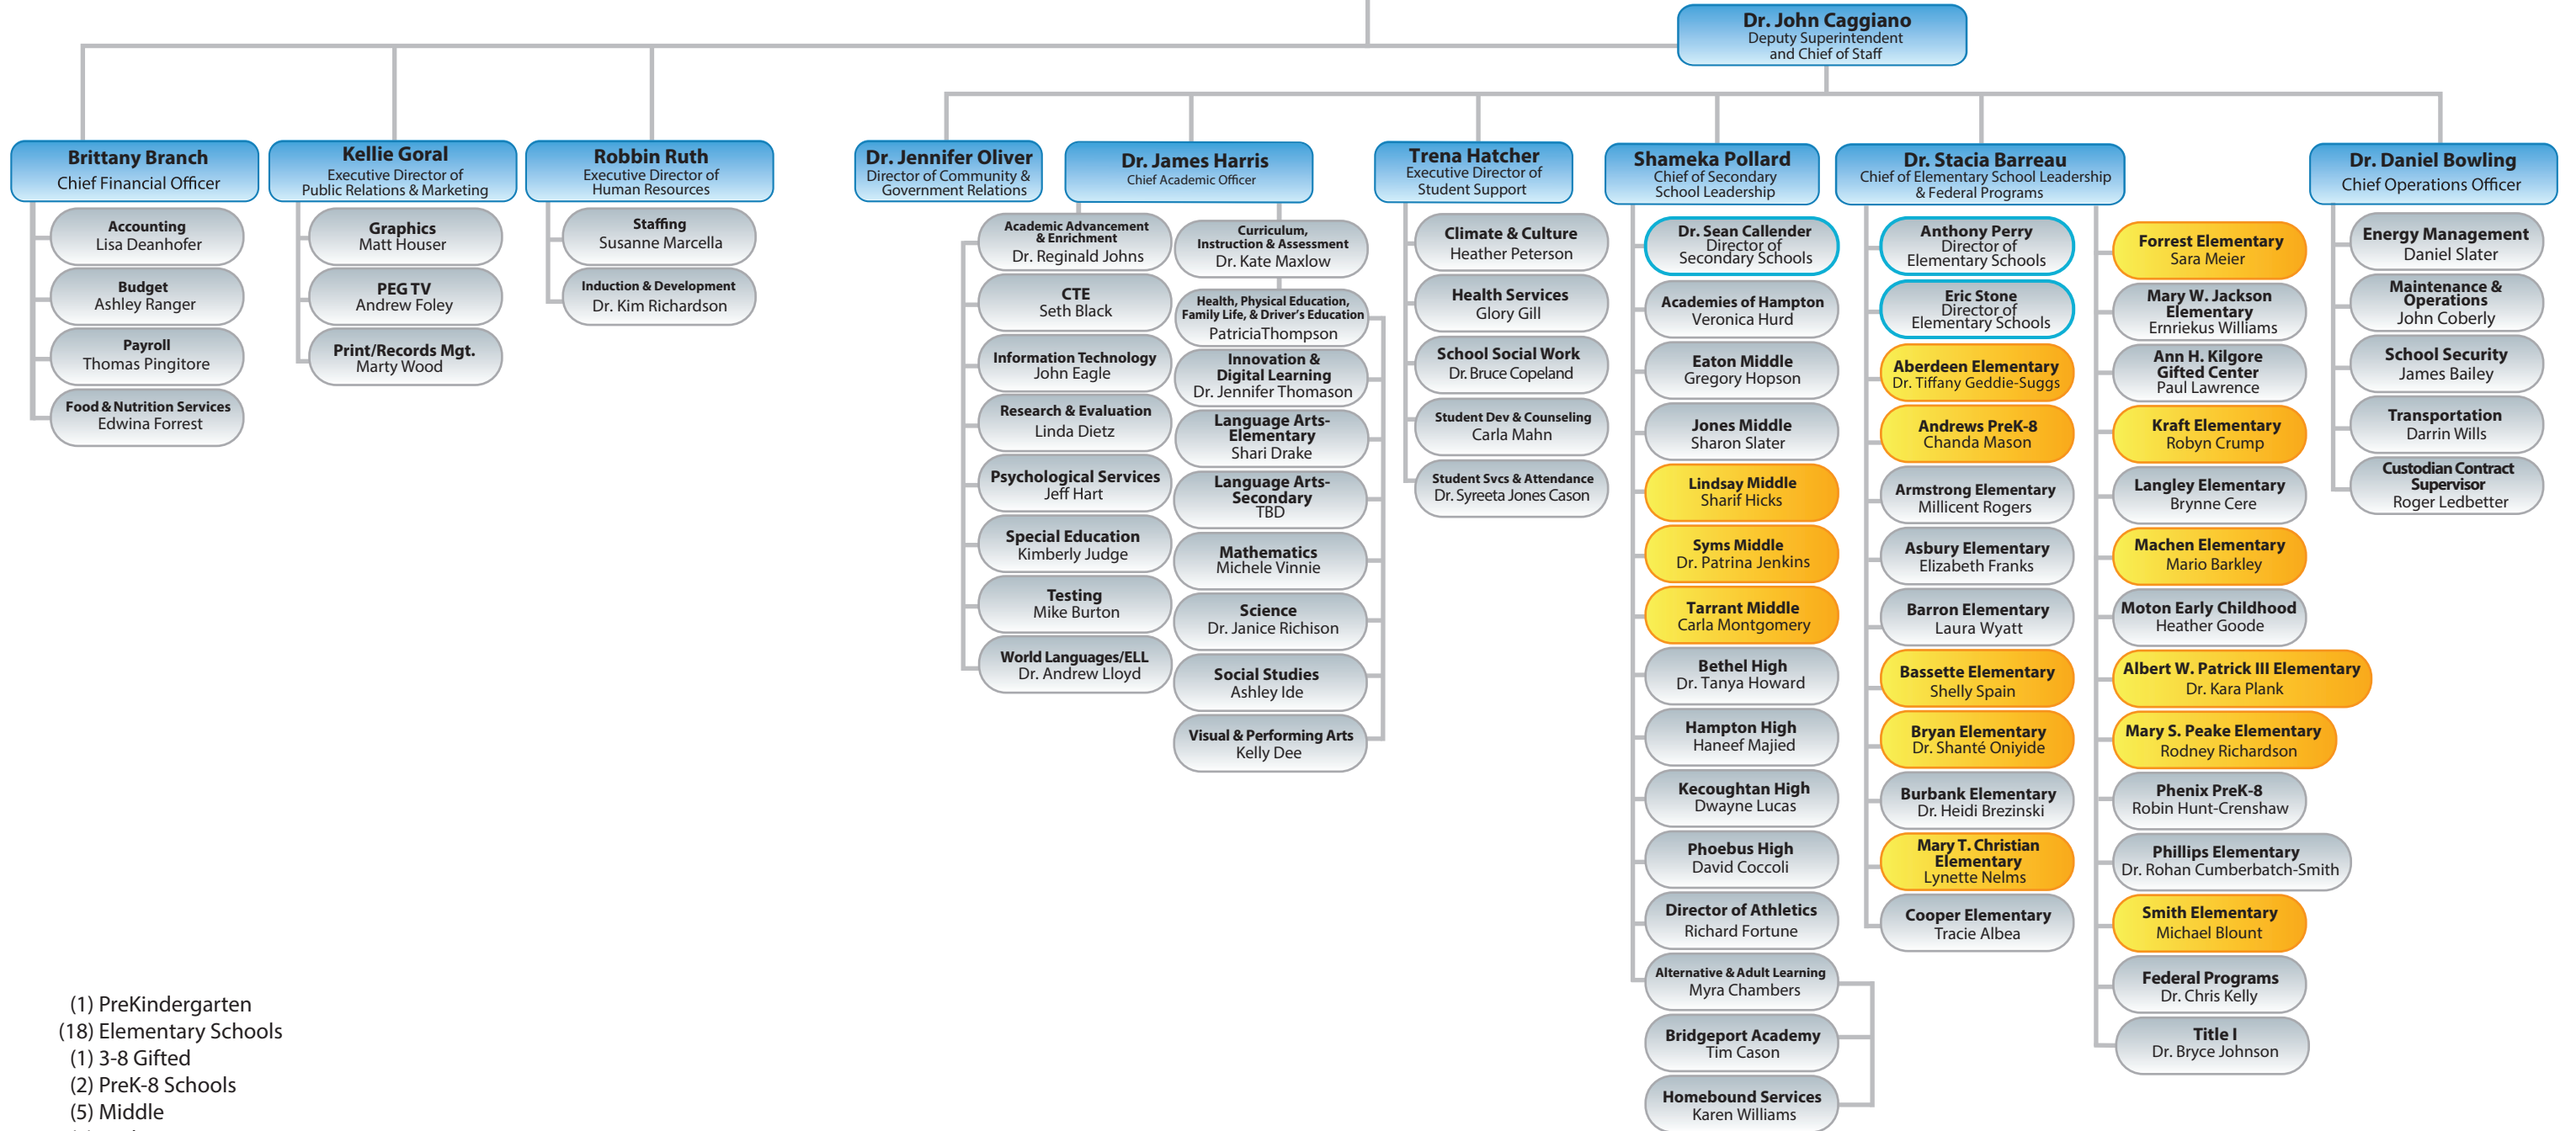 Dr. John Caggiano
Deputy Superintendent
and Chief of Staff
Brittany Branch
Chief Financial Officer
Accounting
Lisa Deanhofer
Budget
Ashley Ranger
Payroll
Thomas Pingitore
Food & Nutrition Services
Edwina Forrest
Kellie Goral
Executive Director of
Public Relations & Marketing
Graphics
Matt Houser
PEG TV
Andrew Foley
Print/Records Mgt.
Marty Wood
Robbin Ruth
Executive Director of
Human Resources
Staffing
Susanne Marcella
Induction & Development
Dr. Kim Richardson
Dr. Jennifer Oliver
Director of Community &
Government Relations
Dr. James Harris
Chief Academic Officer
Academic Advancement
& Enrichment
Dr. Reginald Johns
CTE
Seth Black
Information Technology
John Eagle
Research & Evaluation
Linda Dietz
Psychological Services
Jeff Hart
Special Education
Kimberly Judge
Testing
Mike Burton
World Languages/ELL
Dr. Andrew Lloyd
Curriculum,
Instruction & Assessment
Dr. Kate Maxlow
Health, Physical Education,
Family Life, & Driver's Education
PatriciaThompson
Innovation &
Digital Learning
Dr. Jennifer Thomason
Language Arts-
Elementary
Shari Drake
Language Arts-
Secondary
TBD
Mathematics
Michele Vinnie
Science
Dr. Janice Richison
Social Studies
Ashley Ide
Visual & Performing Arts
Kelly Dee
Trena Hatcher
Executive Director of
Student Support
Climate & Culture
Heather Peterson
Health Services
Glory Gill
School Social Work
Dr. Bruce Copeland
Student Dev & Counseling
Carla Mahn
Student Svcs & Attendance
Dr. Syreeta Jones Cason
Shameka Pollard
Chief of Secondary
School Leadership
Dr. Sean Callender
Director of
Secondary Schools
Academies of Hampton
Veronica Hurd
Eaton Middle
Gregory Hopson
Jones Middle
Sharon Slater
Lindsay Middle
Sharif Hicks
Syms Middle
Dr. Patrina Jenkins
Tarrant Middle
Carla Montgomery
Bethel High
Dr. Tanya Howard
Hampton High
Haneef Majied
Kecoughtan High
Dwayne Lucas
Phoebus High
David Coccoli
Director of Athletics
Richard Fortune
Alternative & Adult Learning
Myra Chambers
Bridgeport Academy
Tim Cason
Homebound Services
Karen Williams
Dr. Stacia Barreau
Chief of Elementary School Leadership
& Federal Programs
Anthony Perry
Director of
Elementary Schools
Eric Stone
Director of
Elementary Schools
Aberdeen Elementary
Dr. Tiffany Geddie-Suggs
Andrews PreK-8
Chanda Mason
Armstrong Elementary
Millicent Rogers
Asbury Elementary
Elizabeth Franks
Barron Elementary
Laura Wyatt
Bassette Elementary
Shelly Spain
Bryan Elementary
Dr. Shanté Oniyide
Burbank Elementary
Dr. Heidi Brezinski
Mary T. Christian
Elementary
Lynette Nelms
Cooper Elementary
Tracie Albea
Forrest Elementary
Sara Meier
Mary W. Jackson
Elementary
Ernriekus Williams
Ann H. Kilgore
Gifted Center
Paul Lawrence
Kraft Elementary
Robyn Crump
Langley Elementary
Brynne Cere
Machen Elementary
Mario Barkley
Moton Early Childhood
Heather Goode
Albert W. Patrick III Elementary
Dr. Kara Plank
Mary S. Peake Elementary
Rodney Richardson
Phenix PreK-8
Robin Hunt-Crenshaw
Phillips Elementary
Dr. Rohan Cumberbatch-Smith
Smith Elementary
Michael Blount
Federal Programs
Dr. Chris Kelly
Title I
Dr. Bryce Johnson
Dr. Daniel Bowling
Chief Operations Officer
Energy Management
Daniel Slater
Maintenance &
Operations
John Coberly
School Security
James Bailey
Transportation
Darrin Wills
Custodian Contract
Supervisor
Roger Ledbetter
(1) PreKindergarten
(18) Elementary Schools
(1) 3-8 Gifted
(2) PreK-8 Schools
(5) Middle